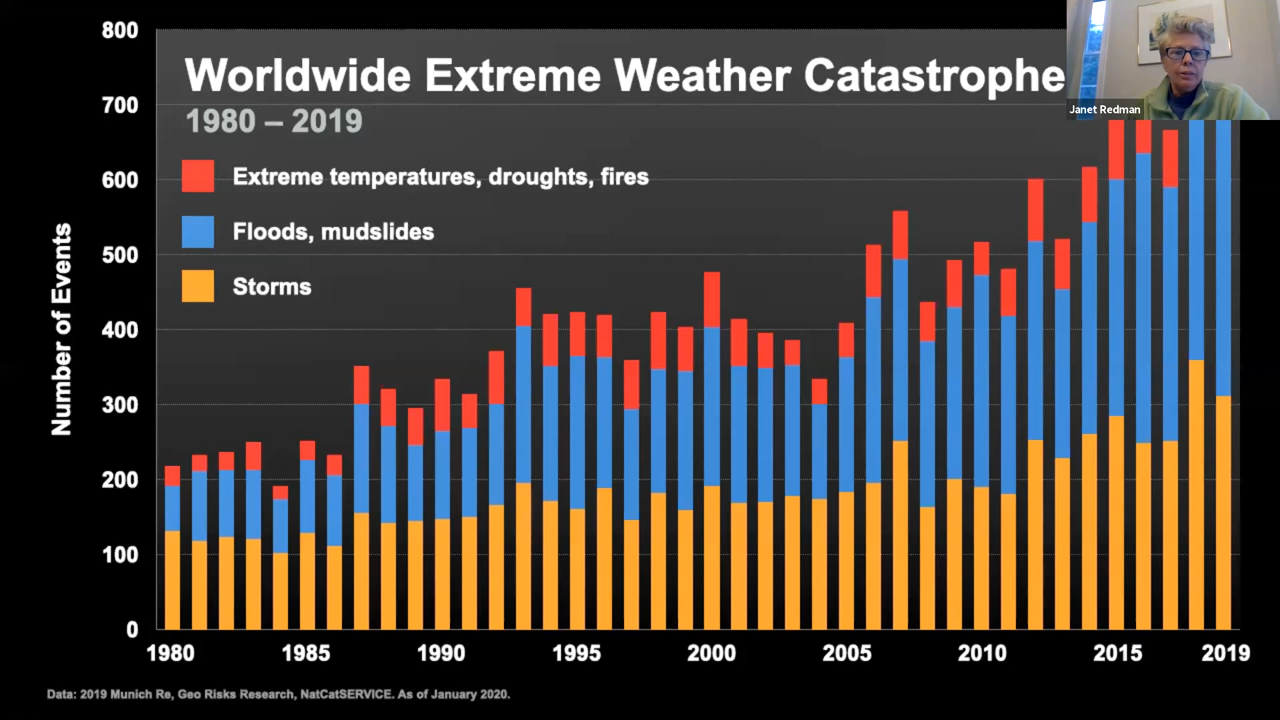 Worldwide Extreme Weather Catastrophe
1980 – 2019
Extreme temperatures, droughts, fires
Floods, mudslides
Storms
Janet Redman
Number of Events
800
700
600
500
400
300
200
100
0
1980
1985
1990
1995
2000
2005
2010
2015
2019
Data: 2019 Munich Re, Geo Risks Research, NatCatSERVICE. As of January 2020.